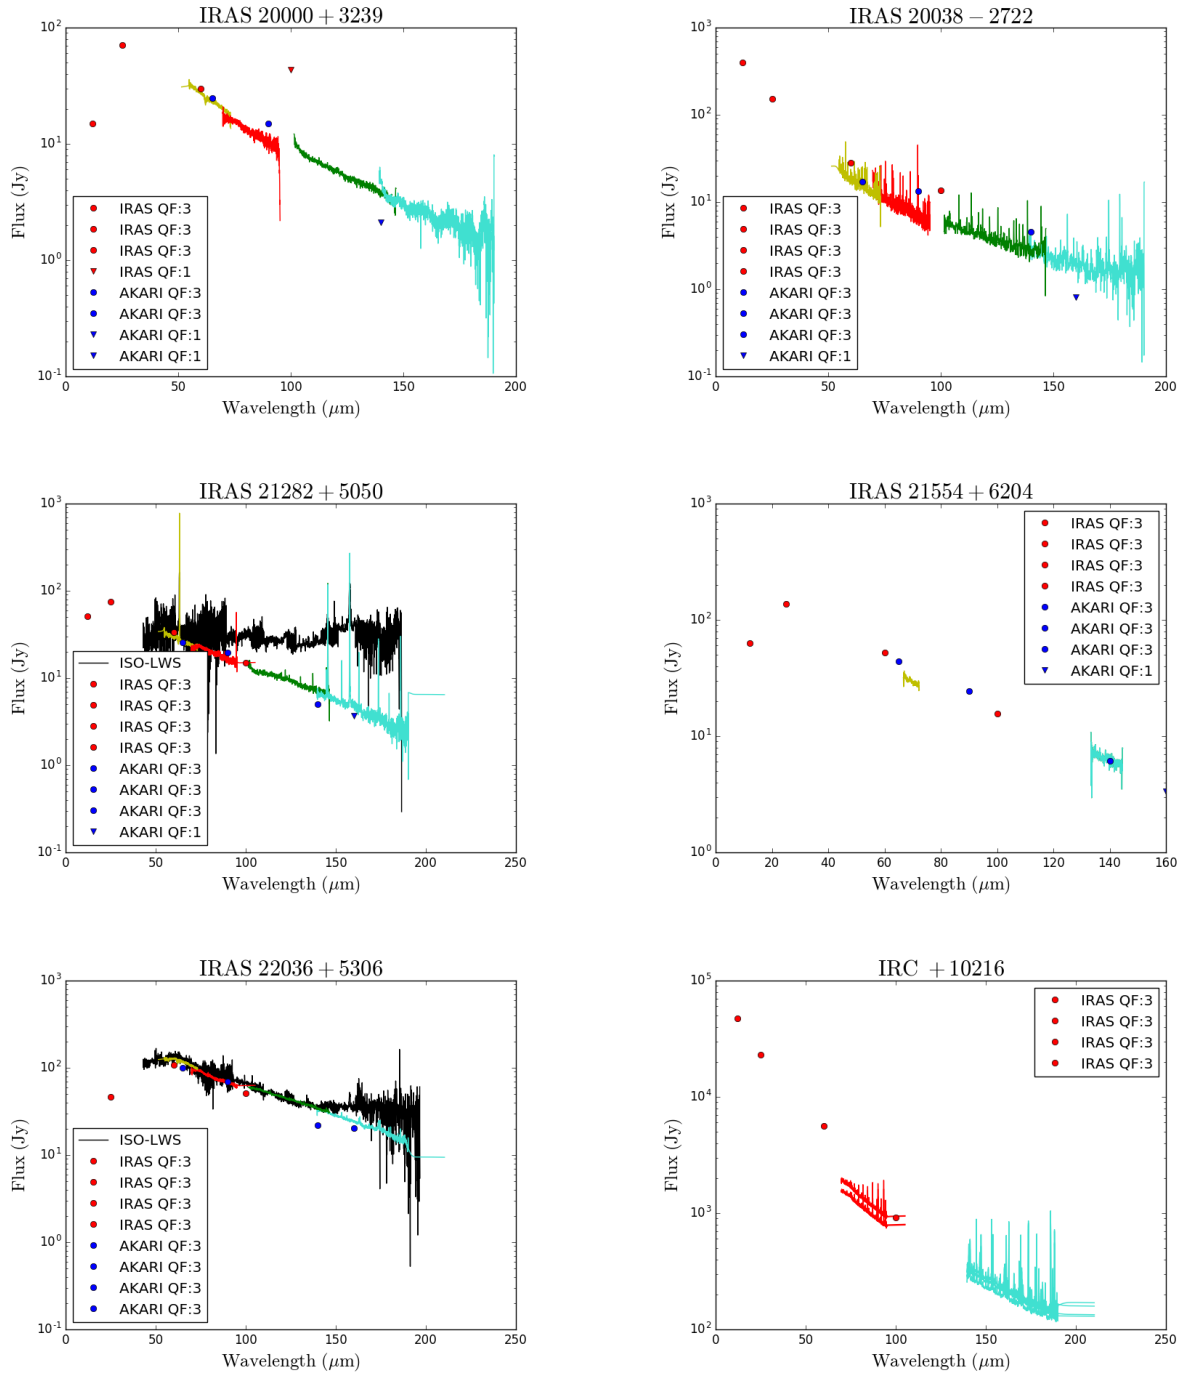 IRAS 20000 + 3239
10²
10¹
10⁰
10⁻¹
Flux (Jy)
IRAS QF:3
IRAS QF:3
IRAS QF:3
IRAS QF:1
AKARI QF:3
AKARI QF:3
AKARI QF:1
AKARI QF:1
0 50 100 150 200
Wavelength (μm)
IRAS 20038 − 2722
10³
10²
10¹
10⁰
10⁻¹
Flux (Jy)
IRAS QF:3
IRAS QF:3
IRAS QF:3
IRAS QF:3
AKARI QF:3
AKARI QF:3
AKARI QF:3
AKARI QF:1
0 50 100 150 200
Wavelength (μm)
IRAS 21282 + 5050
10³
10²
10¹
10⁰
10⁻¹
Flux (Jy)
ISO-LWS
IRAS QF:3
IRAS QF:3
IRAS QF:3
IRAS QF:3
AKARI QF:3
AKARI QF:3
AKARI QF:3
AKARI QF:1
0 50 100 150 200 250
Wavelength (μm)
IRAS 21554 + 6204
10³
10²
10¹
10⁰
Flux (Jy)
IRAS QF:3
IRAS QF:3
IRAS QF:3
IRAS QF:3
AKARI QF:3
AKARI QF:3
AKARI QF:3
AKARI QF:1
0 20 40 60 80 100 120 140 160
Wavelength (μm)
IRAS 22036 + 5306
10³
10²
10¹
10⁰
10⁻¹
Flux (Jy)
ISO-LWS
IRAS QF:3
IRAS QF:3
IRAS QF:3
IRAS QF:3
AKARI QF:3
AKARI QF:3
AKARI QF:3
AKARI QF:3
0 50 100 150 200 250
Wavelength (μm)
IRC +10216
10⁵
10⁴
10³
10²
Flux (Jy)
IRAS QF:3
IRAS QF:3
IRAS QF:3
IRAS QF:3
0 50 100 150 200 250
Wavelength (μm)